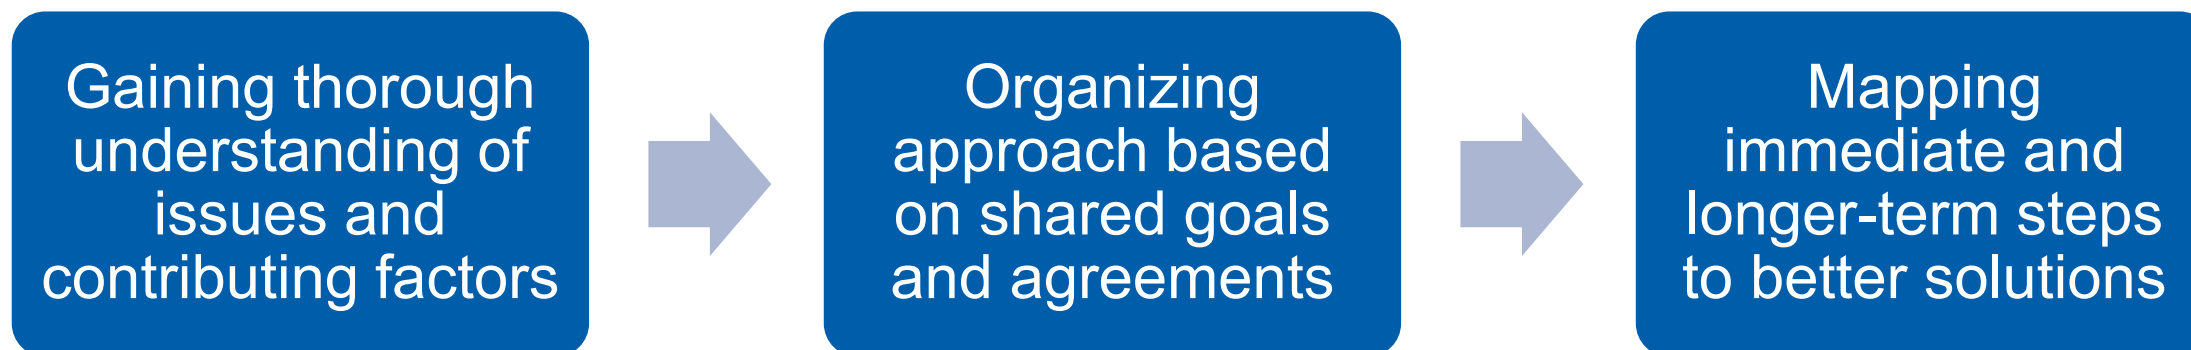 Gaining thorough
understanding of
issues and
contributing factors
Organizing
approach based
on shared goals
and agreements
Mapping
immediate and
longer-term steps
to better solutions